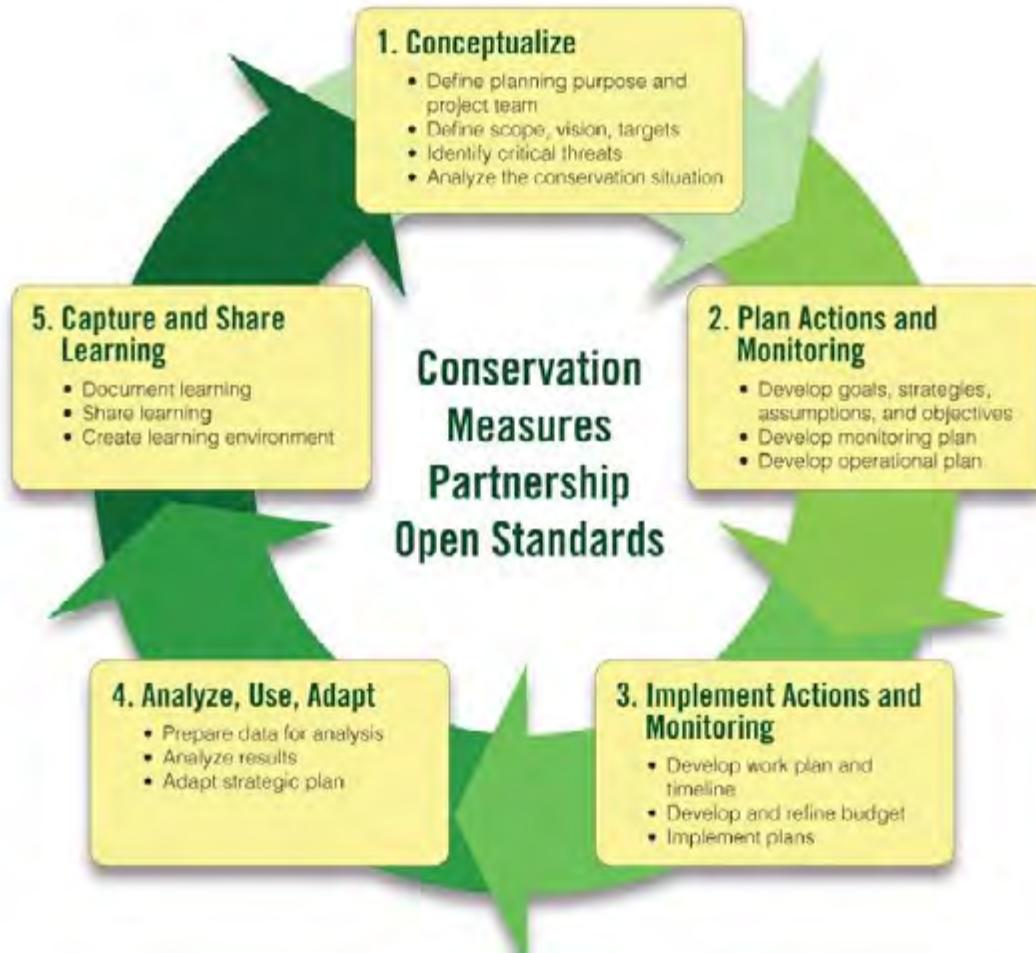 1. Conceptualize
• Define planning purpose and
project team
• Define scope, vision, targets
• Identify critical threats
• Analyze the conservation situation
2. Plan Actions and
Monitoring
• Develop goals, strategies,
assumptions, and objectives
• Develop monitoring plan
• Develop operational plan
3. Implement Actions and
Monitoring
• Develop work plan and
timeline
• Develop and refine budget
• Implement plans
4. Analyze, Use, Adapt
• Prepare data for analysis
• Analyze results
• Adapt strategic plan
5. Capture and Share
Learning
• Document learning
• Share learning
• Create learning environment
Conservation
Measures
Partnership
Open Standards